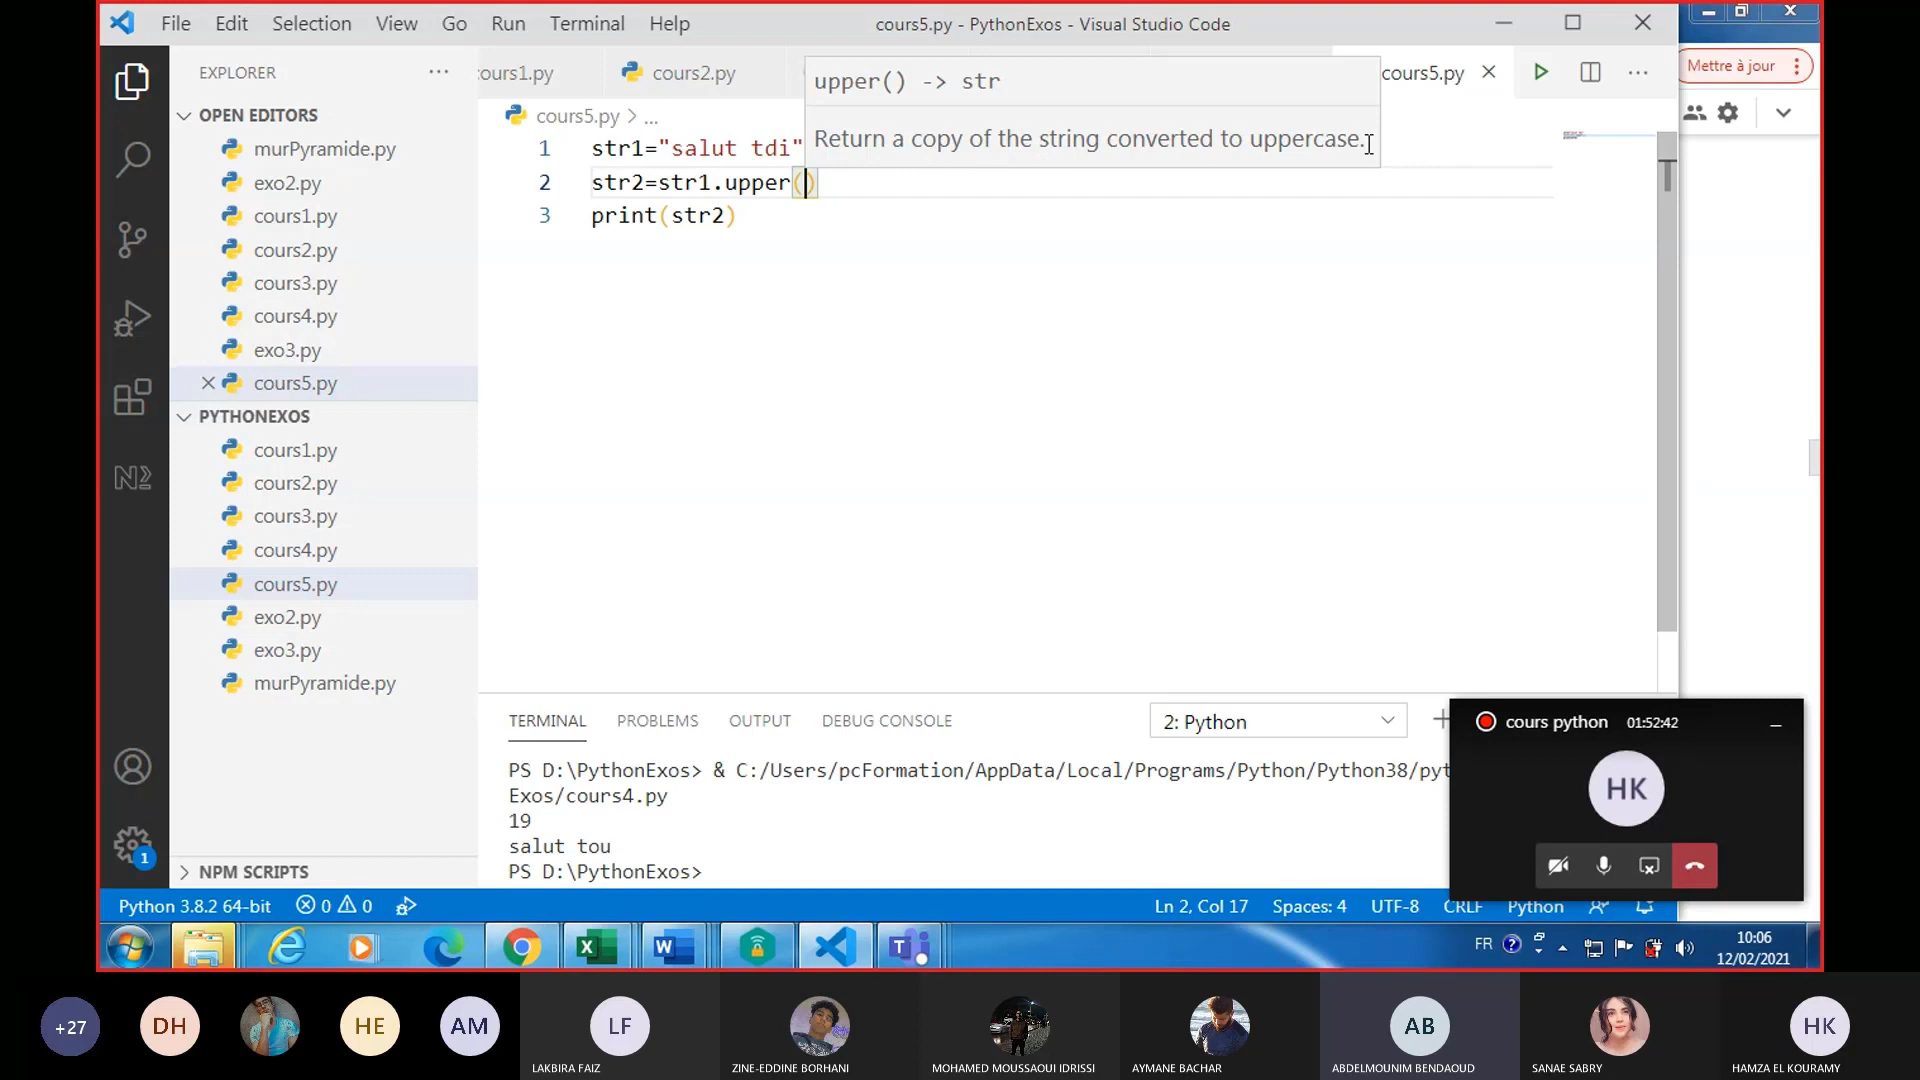 File Edit Selection View Go Run Terminal Help
cours5.py - PythonExos - Visual Studio Code
Mettre à jour
EXPLORER
OPEN EDITORS
murPyramide.py
exo2.py
cours1.py
cours2.py
cours3.py
cours4.py
exo3.py
cours5.py
PYTHONEXOS
cours1.py
cours2.py
cours3.py
cours4.py
cours5.py
exo2.py
exo3.py
murPyramide.py
NPM SCRIPTS
1
ours1.py cours2.py cours5.py
upper() -> str
Return a copy of the string converted to uppercase.
cours5.py > ...
1 str1="salut tdi"
2 str2=str1.upper()
3 print(str2)
TERMINAL PROBLEMS OUTPUT DEBUG CONSOLE 2: Python
PS D:\PythonExos> & C:/Users/pcFormation/AppData/Local/Programs/Python/Python38/pyt
Exos/cours4.py
19
salut tou
PS D:\PythonExos>
cours python 01:52:42
HK
Python 3.8.2 64-bit 0 0 Ln 2, Col 17 Spaces: 4 UTF-8 CRLF Python
FR 10:06
12/02/2021
+27 DH HE AM LF AB HK
LAKBIRA FAIZ ZINE-EDDINE BORHANI MOHAMED MOUSSAOUI IDRISSI AYMANE BACHAR ABDELMOUNIM BENDAOUD SANAE SABRY HAMZA EL KOURAMY